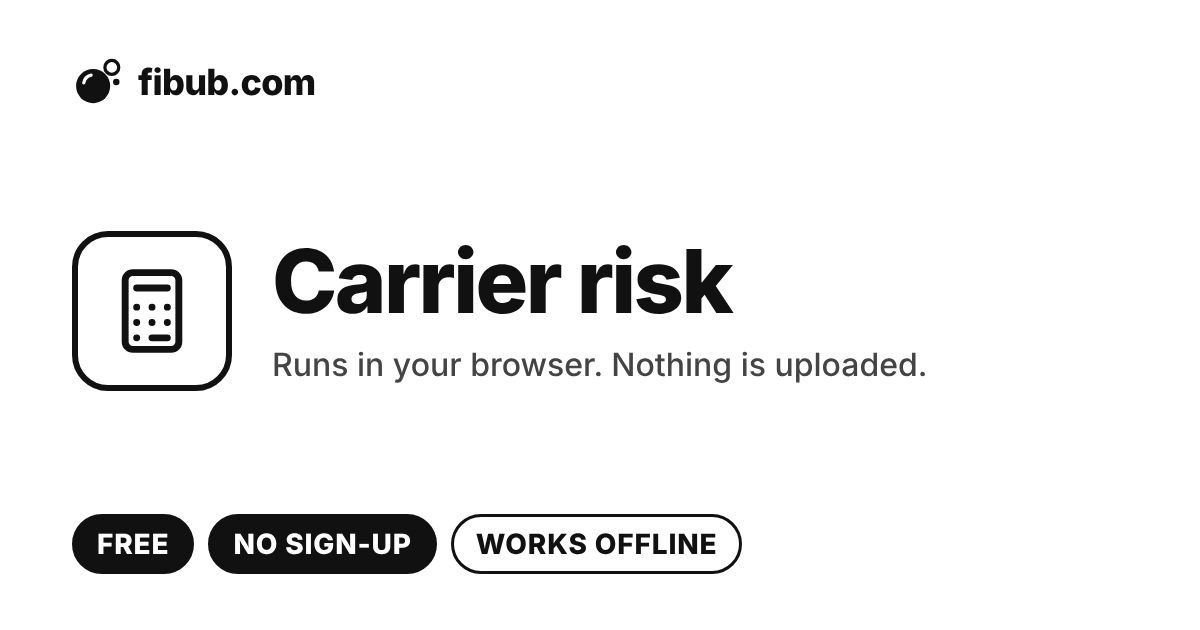 fibub.com
Carrier risk
Runs in your browser. Nothing is uploaded.
FREE
NO SIGN-UP
WORKS OFFLINE